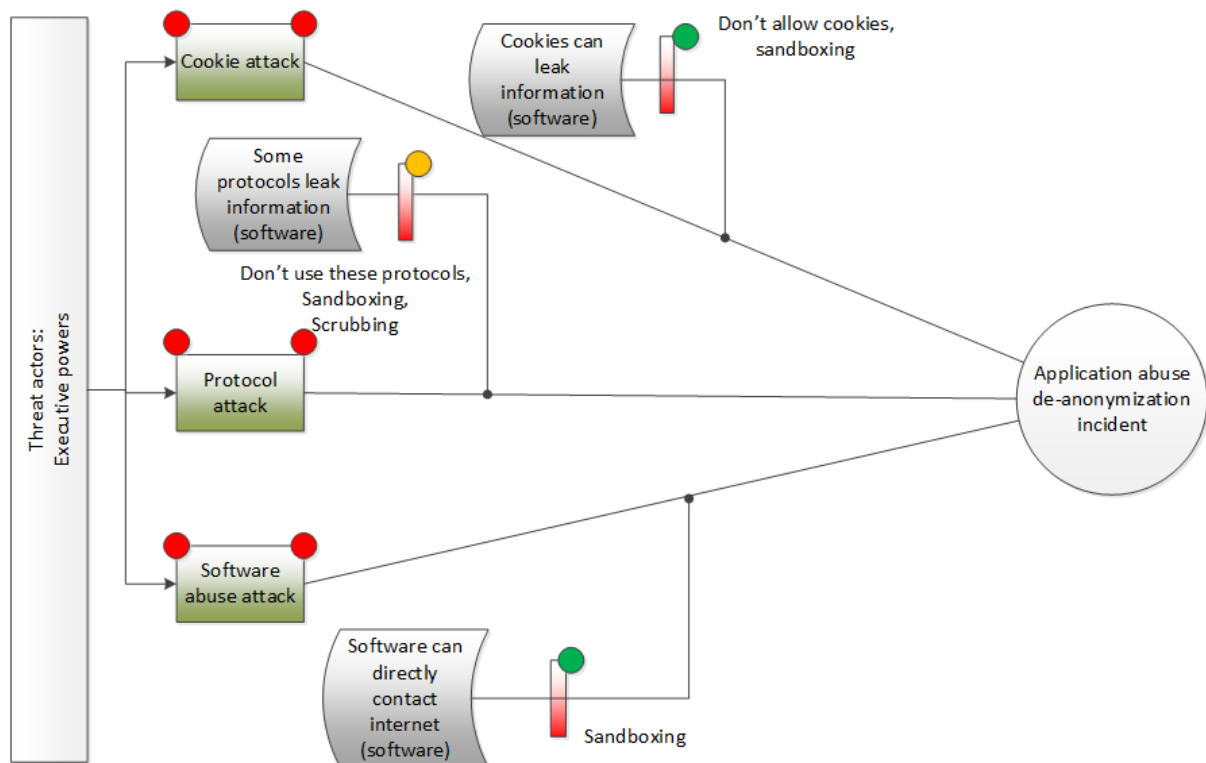 Threat actors:
Executive powers
Cookie attack
Cookies can
leak
information
(software)
Don’t allow cookies,
sandboxing
Some
protocols leak
information
(software)
Don’t use these protocols,
Sandboxing,
Scrubbing
Protocol
attack
Application abuse
de-anonymization
incident
Software
abuse attack
Software can
directly
contact
internet
(software)
Sandboxing